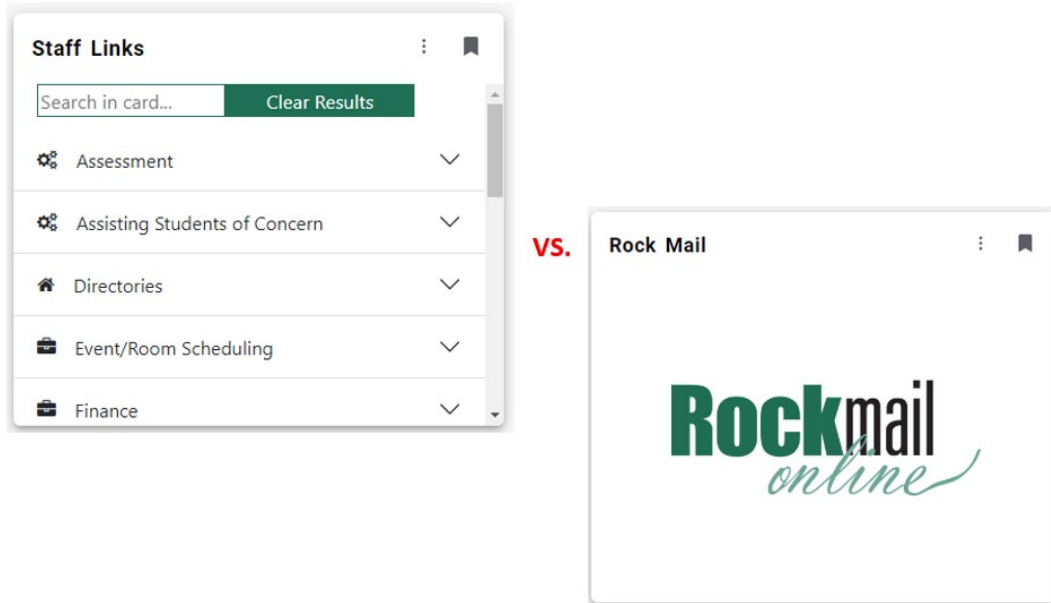 Staff Links
Search in card...
Clear Results
Assessment
Assisting Students of Concern
Directories
Event/Room Scheduling
Finance
VS.
Rock Mail
Rockmail
online